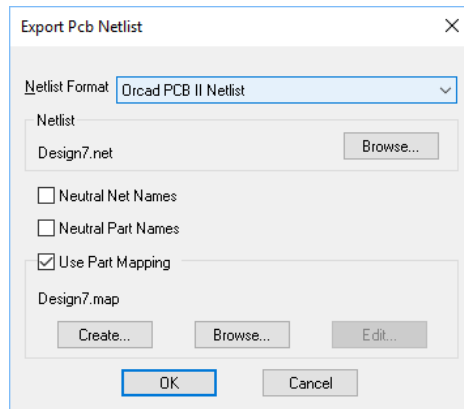 Export Pcb Netlist
Netlist Format Orcad PCB II Netlist
Netlist
Design7.net Browse...
Neutral Net Names
Neutral Part Names
Use Part Mapping
Design7.map
Create... Browse... Edit...
OK Cancel